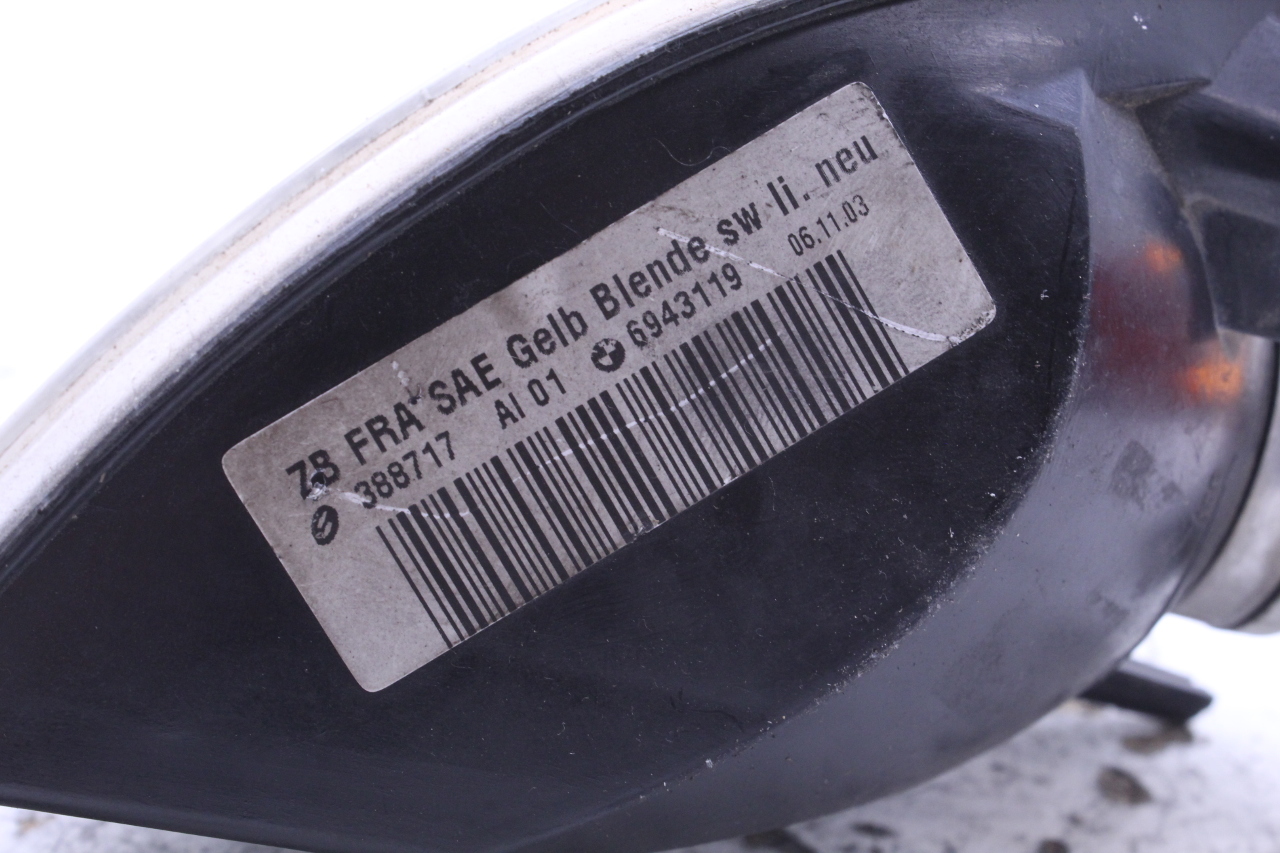 ZB FRA SAE Gelb Blende sw li. neu
388717 AI 01 6943119 06.11.03